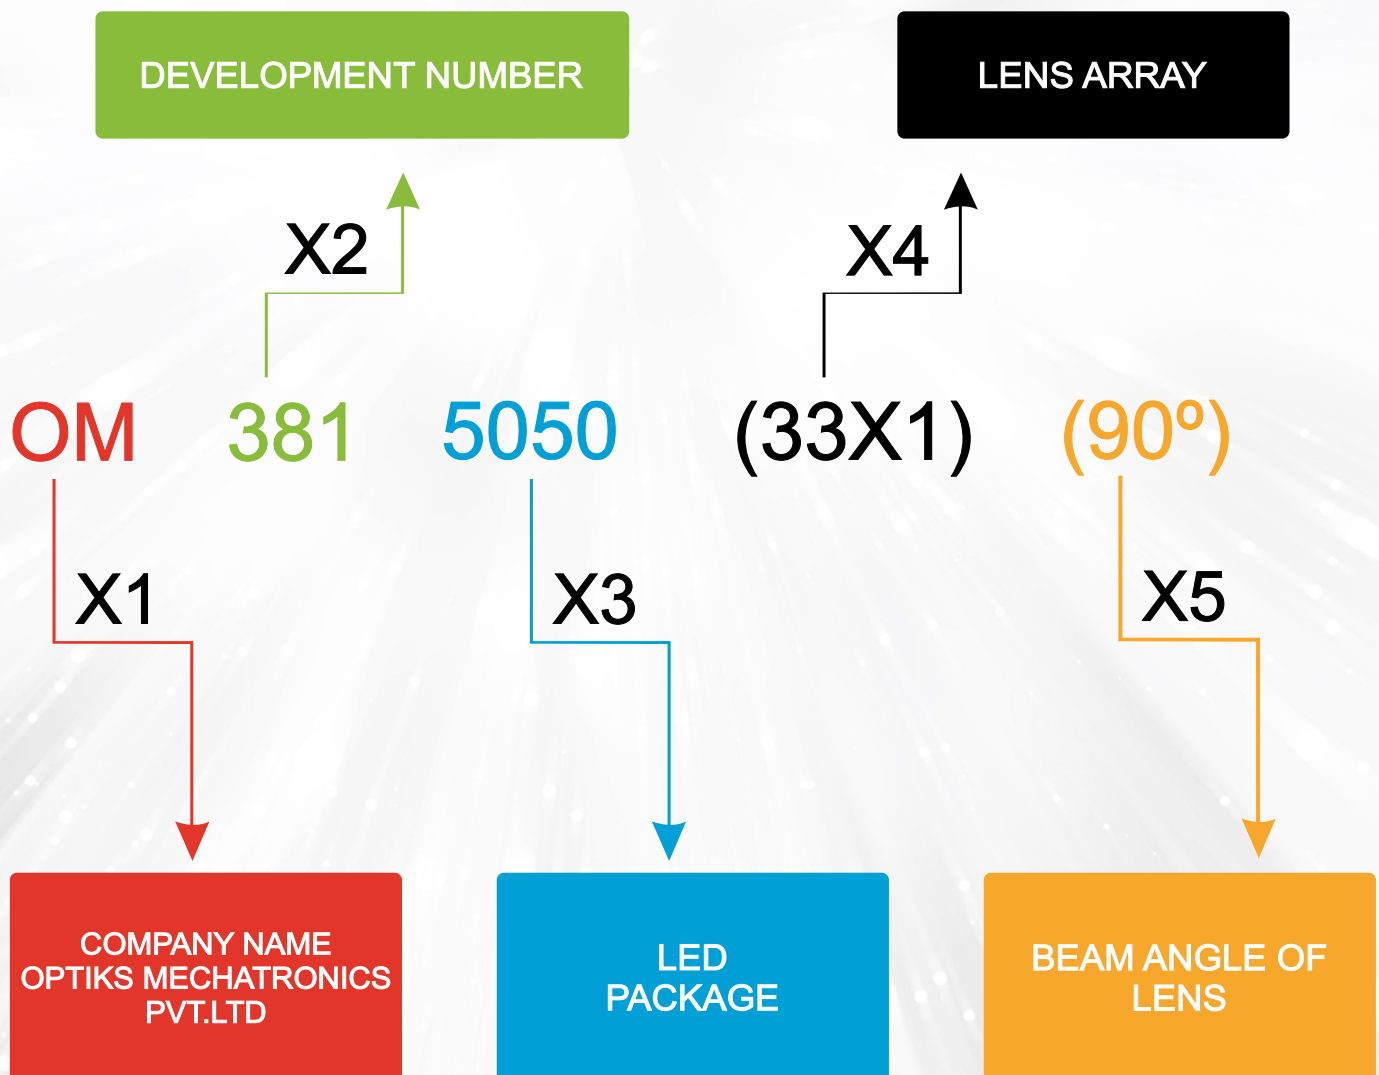 DEVELOPMENT NUMBER
LENS ARRAY
X2
X4
OM 381 5050 (33X1) (90º)
X1
X3
X5
COMPANY NAME
OPTIKS MECHATRONICS
PVT.LTD
LED
PACKAGE
BEAM ANGLE OF
LENS